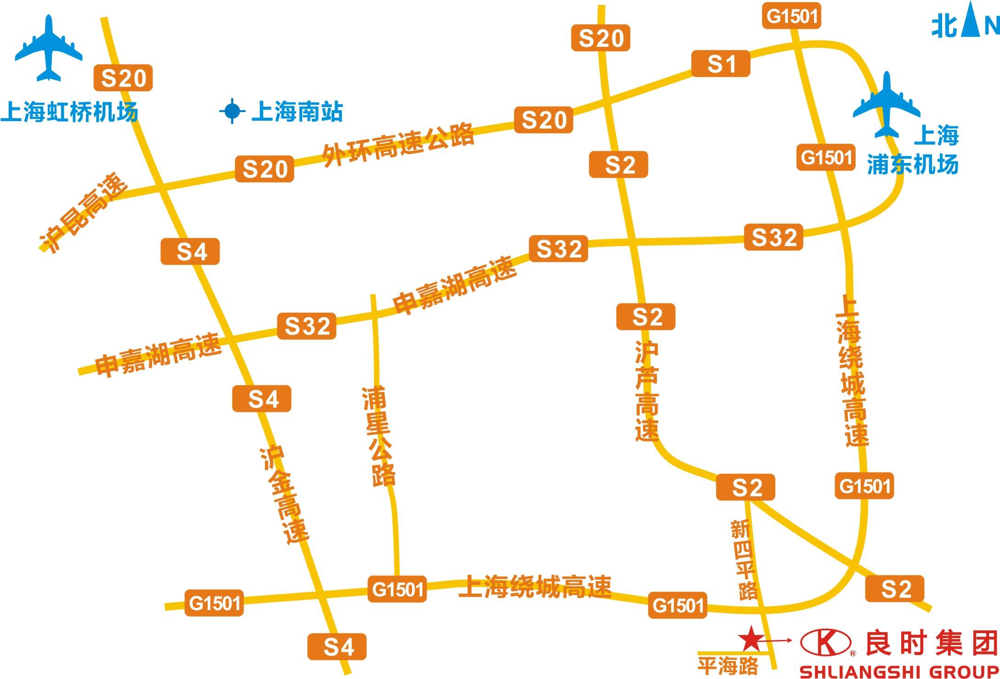 G1501
北 N
S20
S1
S20
上海虹桥机场
上海南站
S20
外环高速公路
S20
S2
G1501
上海
浦东机场
沪昆高速
S4
S32
S32
申嘉湖高速
S32
申嘉湖高速
S2
沪芦高速
上海绕城高速
S4
浦星公路
沪金高速
S2
G1501
新四平路
G1501
G1501
上海绕城高速
G1501
S2
S4
平海路
良时集团
®
SHLIANGSHI GROUP